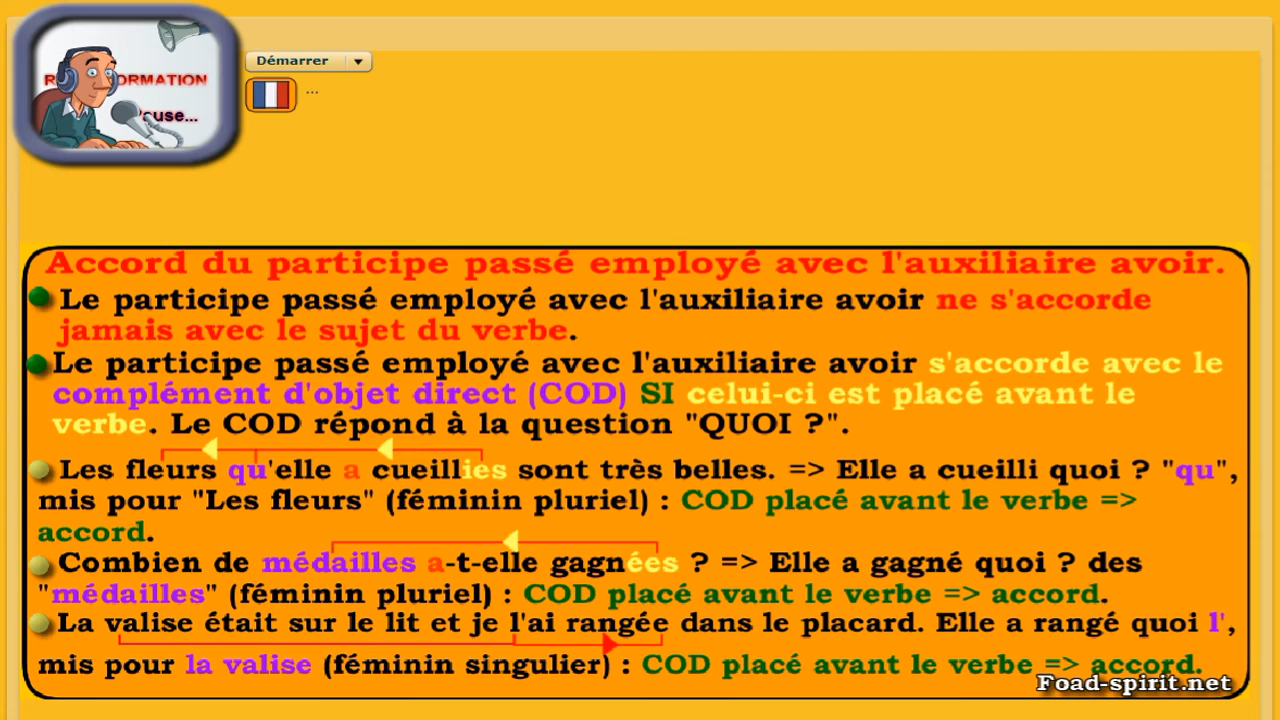 ORMATION
Démarrer
ause...
...
Accord du participe passé employé avec l'auxiliaire avoir.
Le participe passé employé avec l'auxiliaire avoir ne s'accorde
jamais avec le sujet du verbe.
Le participe passé employé avec l'auxiliaire avoir s'accorde avec le
complément d'objet direct (COD) SI celui-ci est placé avant le
verbe. Le COD répond à la question "QUOI ?".
Les fleurs qu'elle a cueillies sont très belles. => Elle a cueilli quoi ? "qu",
mis pour "Les fleurs" (féminin pluriel) : COD placé avant le verbe =>
accord.
Combien de médailles a-t-elle gagnées ? => Elle a gagné quoi ? des
"médailles" (féminin pluriel) : COD placé avant le verbe => accord.
La valise était sur le lit et je l'ai rangée dans le placard. Elle a rangé quoi l',
mis pour la valise (féminin singulier) : COD placé avant le verbe => accord.
Foad-spirit.net